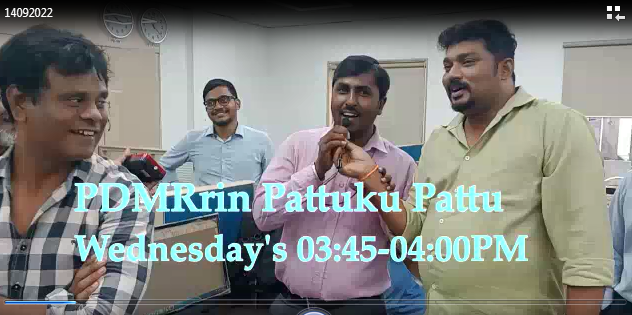 14092022
PDMRrin Pattuku Pattu
Wednesday's 03:45-04:00PM